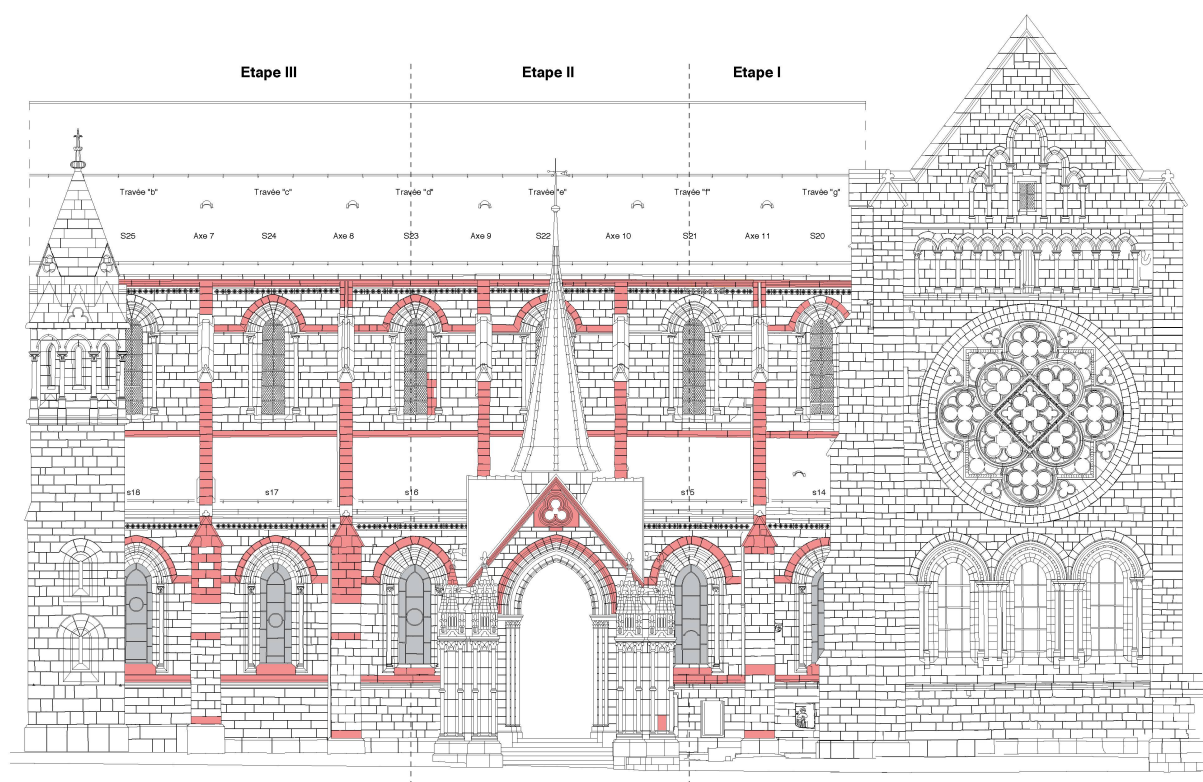 Etape III Etape II Etape I
Travée "b" Travée "c" Travée "d" Travée "e" Travée "f" Travée "g"
S25 Axe 7 S24 Axe 8 S23 Axe 9 S22 Axe 10 S21 Axe 11 S20
s18 s17 s16 s15 s14